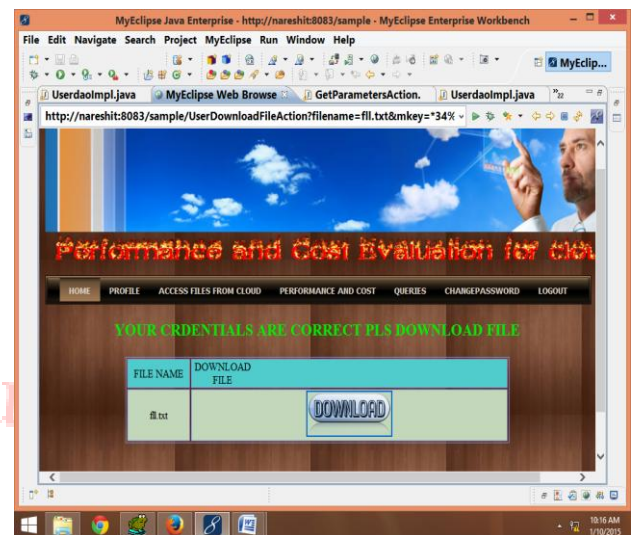 MyEclipse Java Enterprise - http://nareshit:8083/sample - MyEclipse Enterprise Workbench
File Edit Navigate Search Project MyEclipse Run Window Help
MyEclip...
UserdaoImpl.java MyEclipse Web Browse GetParametersAction. UserdaoImpl.java
http://nareshit:8083/sample/UserDownloadFileAction?filename=fll.txt&mkey=*34%
Performance and Cost Evaluation for
HOME PROFILE ACCESS FILES FROM CLOUD PERFORMANCE AND COST QUERIES CHANGEPASSWORD LOGOUT
YOUR CRDENTIALS ARE CORRECT PLS DOWNLOAD FILE
FILE NAME DOWNLOAD
FILE
fll.txt DOWNLOAD
10:16 AM
1/10/2015